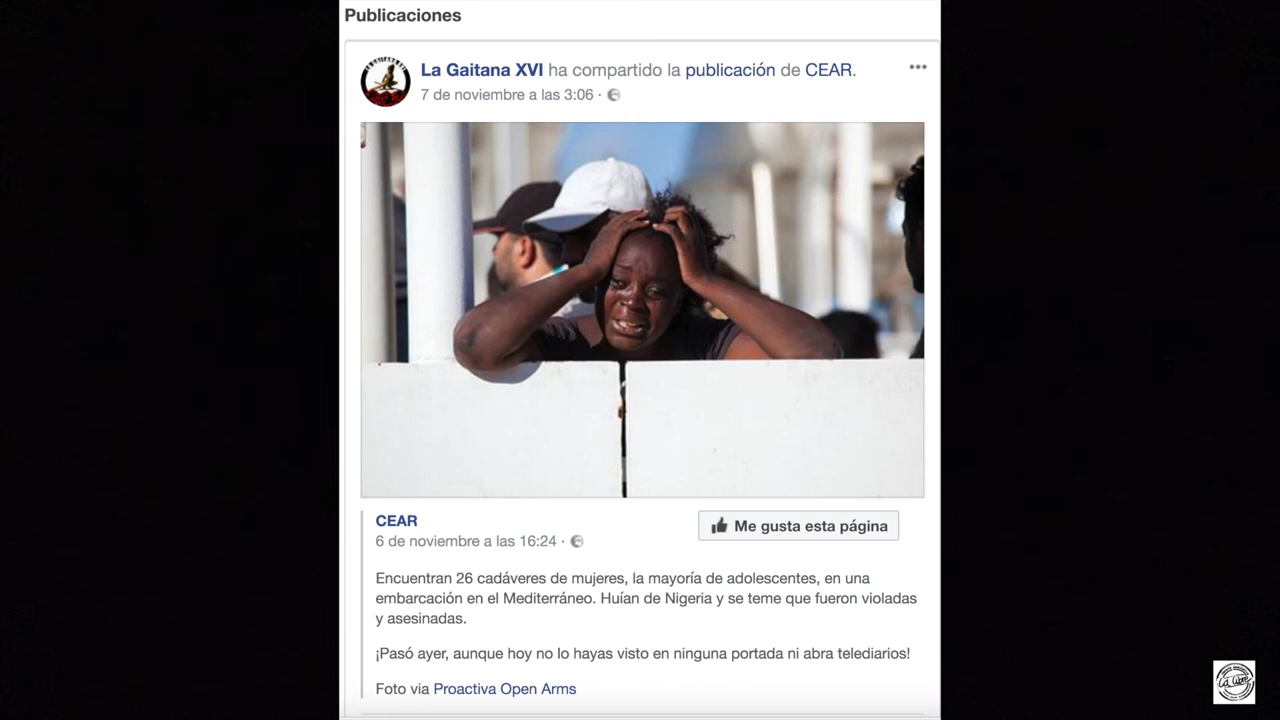 Publicaciones
La Gaitana XVI ha compartido la publicación de CEAR.
7 de noviembre a las 3:06 ·
CEAR
Me gusta esta página
6 de noviembre a las 16:24 ·
Encuentran 26 cadáveres de mujeres, la mayoría de adolescentes, en una
embarcación en el Mediterráneo. Huían de Nigeria y se teme que fueron violadas
y asesinadas.
¡Pasó ayer, aunque hoy no lo hayas visto en ninguna portada ni abra telediarios!
Foto via Proactiva Open Arms